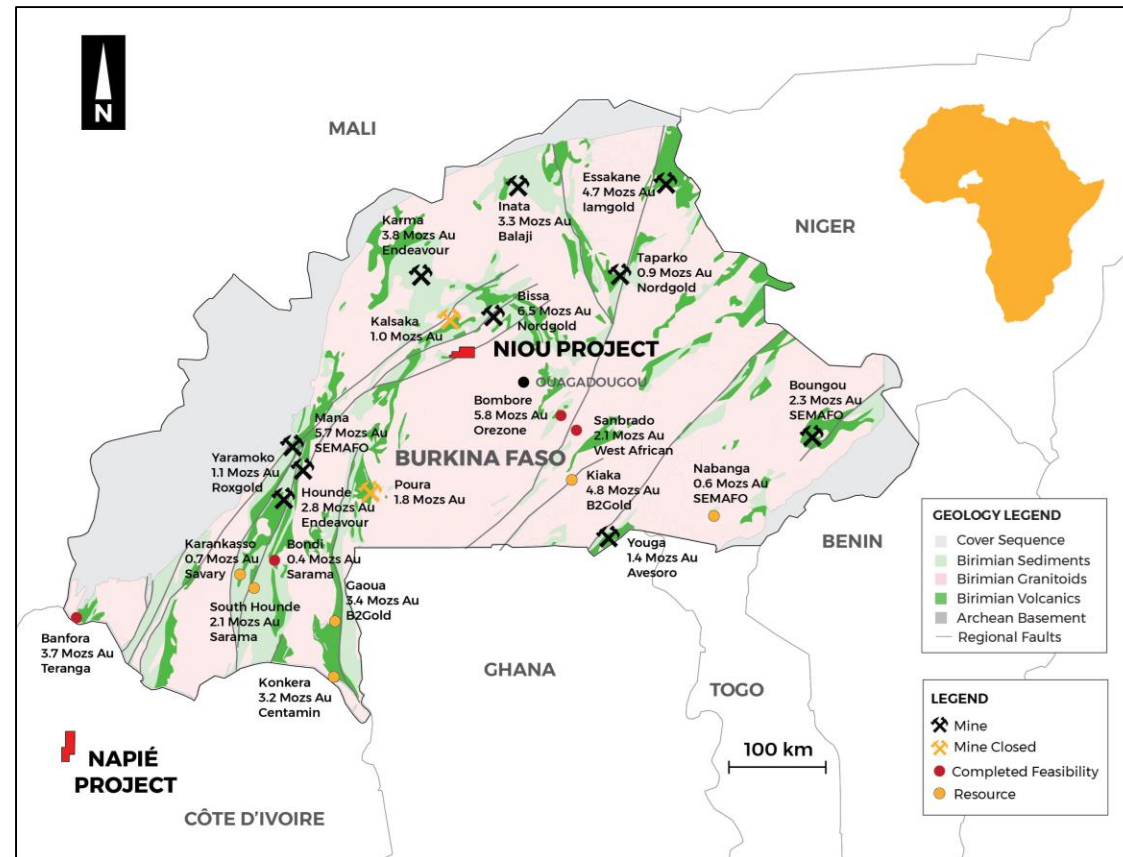 N
MALI
NIGER
Essakane
4.7 Mozs Au
Iamgold
Inata
3.3 Mozs Au
Balaji
Karma
3.8 Mozs Au
Endeavour
Taparko
0.9 Mozs Au
Nordgold
Bissa
6.5 Mozs Au
Nordgold
Kalsaka
1.0 Mozs Au
NIOU PROJECT
OUAGADOUGOU
Bombore
5.8 Mozs Au
Orezone
Boungou
2.3 Mozs Au
SEMAFO
Sanbrado
2.1 Mozs Au
West African
Mana
5.7 Mozs Au
SEMAFO
BURKINA FASO
Yaramoko
1.1 Mozs Au
Roxgold
Poura
1.8 Mozs Au
Kiaka
4.8 Mozs Au
B2Gold
Nabanga
0.6 Mozs Au
SEMAFO
Hounde
2.8 Mozs Au
Endeavour
Youga
1.4 Mozs Au
Avesoro
BENIN
Karankasso
0.7 Mozs Au
Savary
Bondi
0.4 Mozs Au
Sarama
Gaoua
3.4 Mozs Au
B2Gold
South Hounde
2.1 Mozs Au
Sarama
Banfora
3.7 Mozs Au
Teranga
Konkera
3.2 Mozs Au
Centamin
GHANA
TOGO
NAPIÉ
PROJECT
CÔTE D'IVOIRE
100 km
GEOLOGY LEGEND
Cover Sequence
Birimian Sediments
Birimian Granitoids
Birimian Volcanics
Archean Basement
Regional Faults
LEGEND
Mine
Mine Closed
Completed Feasibility
Resource